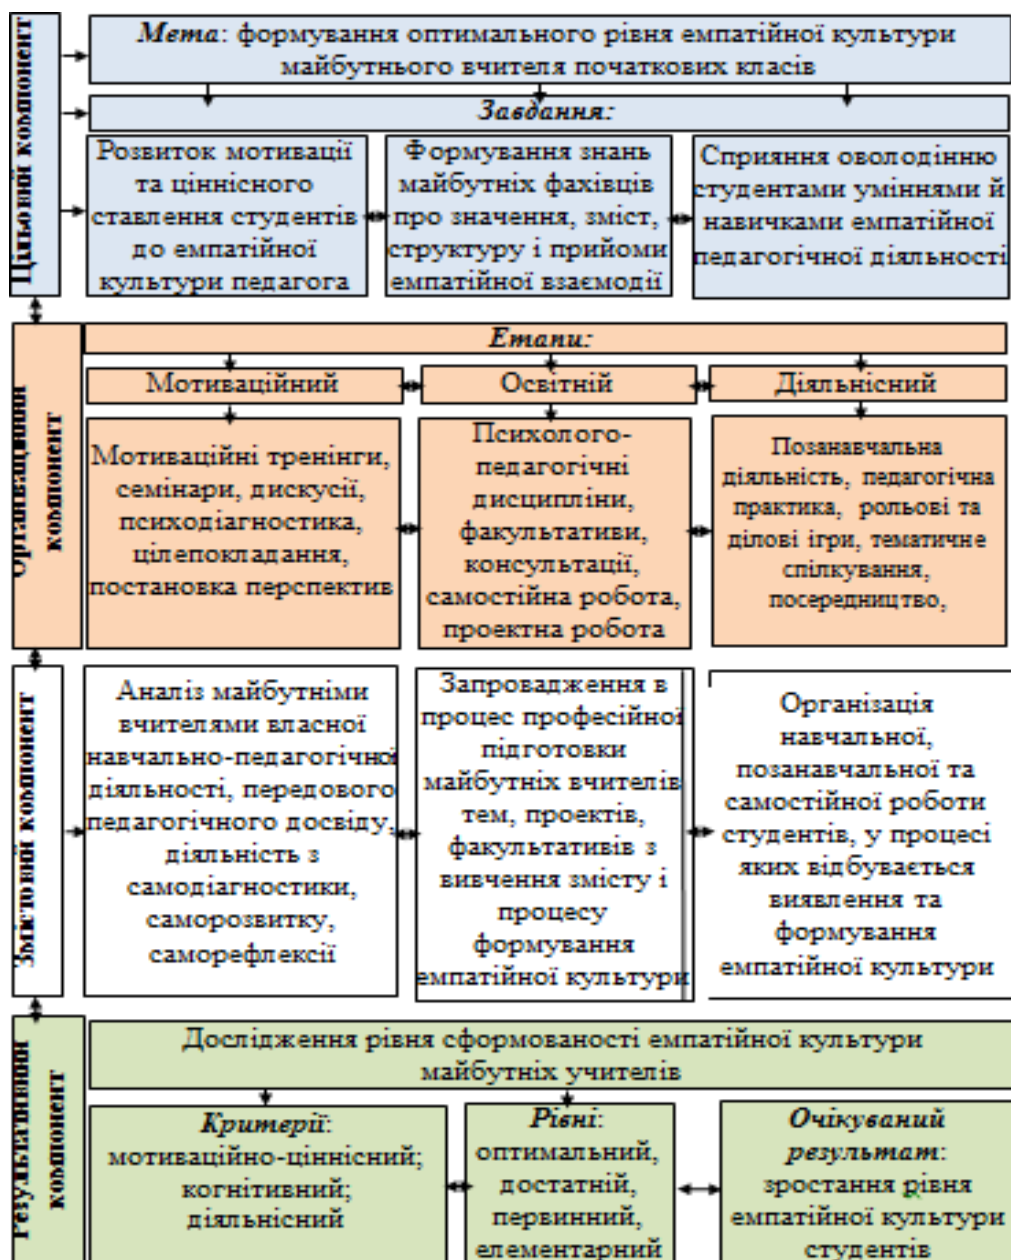 Цільовий компонент
Мета: формування оптимального рівня емпатійної культури
майбутнього вчителя початкових класів
Завдання:
Розвиток мотивації
та ціннісного
ставлення студентів
до емпатійної
культури педагога
Формування знань
майбутніх фахівців
про значення, зміст,
структуру і прийоми
емпатійної взаємодії
Сприяння оволодінню
студентами уміннями й
навичками емпатійної
педагогічної діяльності
Організаційний
компонент
Етапи:
Мотиваційний
Освітній
Діяльнісний
Мотиваційні тренінги,
семінари, дискусії,
психодіагностика,
цілепокладання,
постановка перспектив
Психолого-
педагогічні
дисципліни,
факультативи,
консультації,
самостійна робота,
проектна робота
Позанавчальна
діяльність, педагогічна
практика, рольові та
ділові ігри, тематичне
спілкування,
посередництво,
Змістовий компонент
Аналіз майбутніми
вчителями власної
навчально-педагогічної
діяльності, передового
педагогічного досвіду,
діяльність з
самодіагностики,
саморозвитку,
саморефлексії
Запровадження в
процес професійної
підготовки
майбутніх вчителів
тем, проектів,
факультативів з
вивчення змісту і
процесу
формування
емпатійної культури
Організація
навчальної,
позанавчальної та
самостійної роботи
студентів, у процесі
яких відбувається
виявлення та
формування
емпатійної культури
Результативний
компонент
Дослідження рівня сформованості емпатійної культури
майбутніх учителів
Критерії:
мотиваційно-ціннісний;
когнітивний;
діяльнісний
Рівні:
оптимальний,
достатній,
первинний,
елементарний
Очікуваний
результат:
зростання рівня
емпатійної культури
студентів